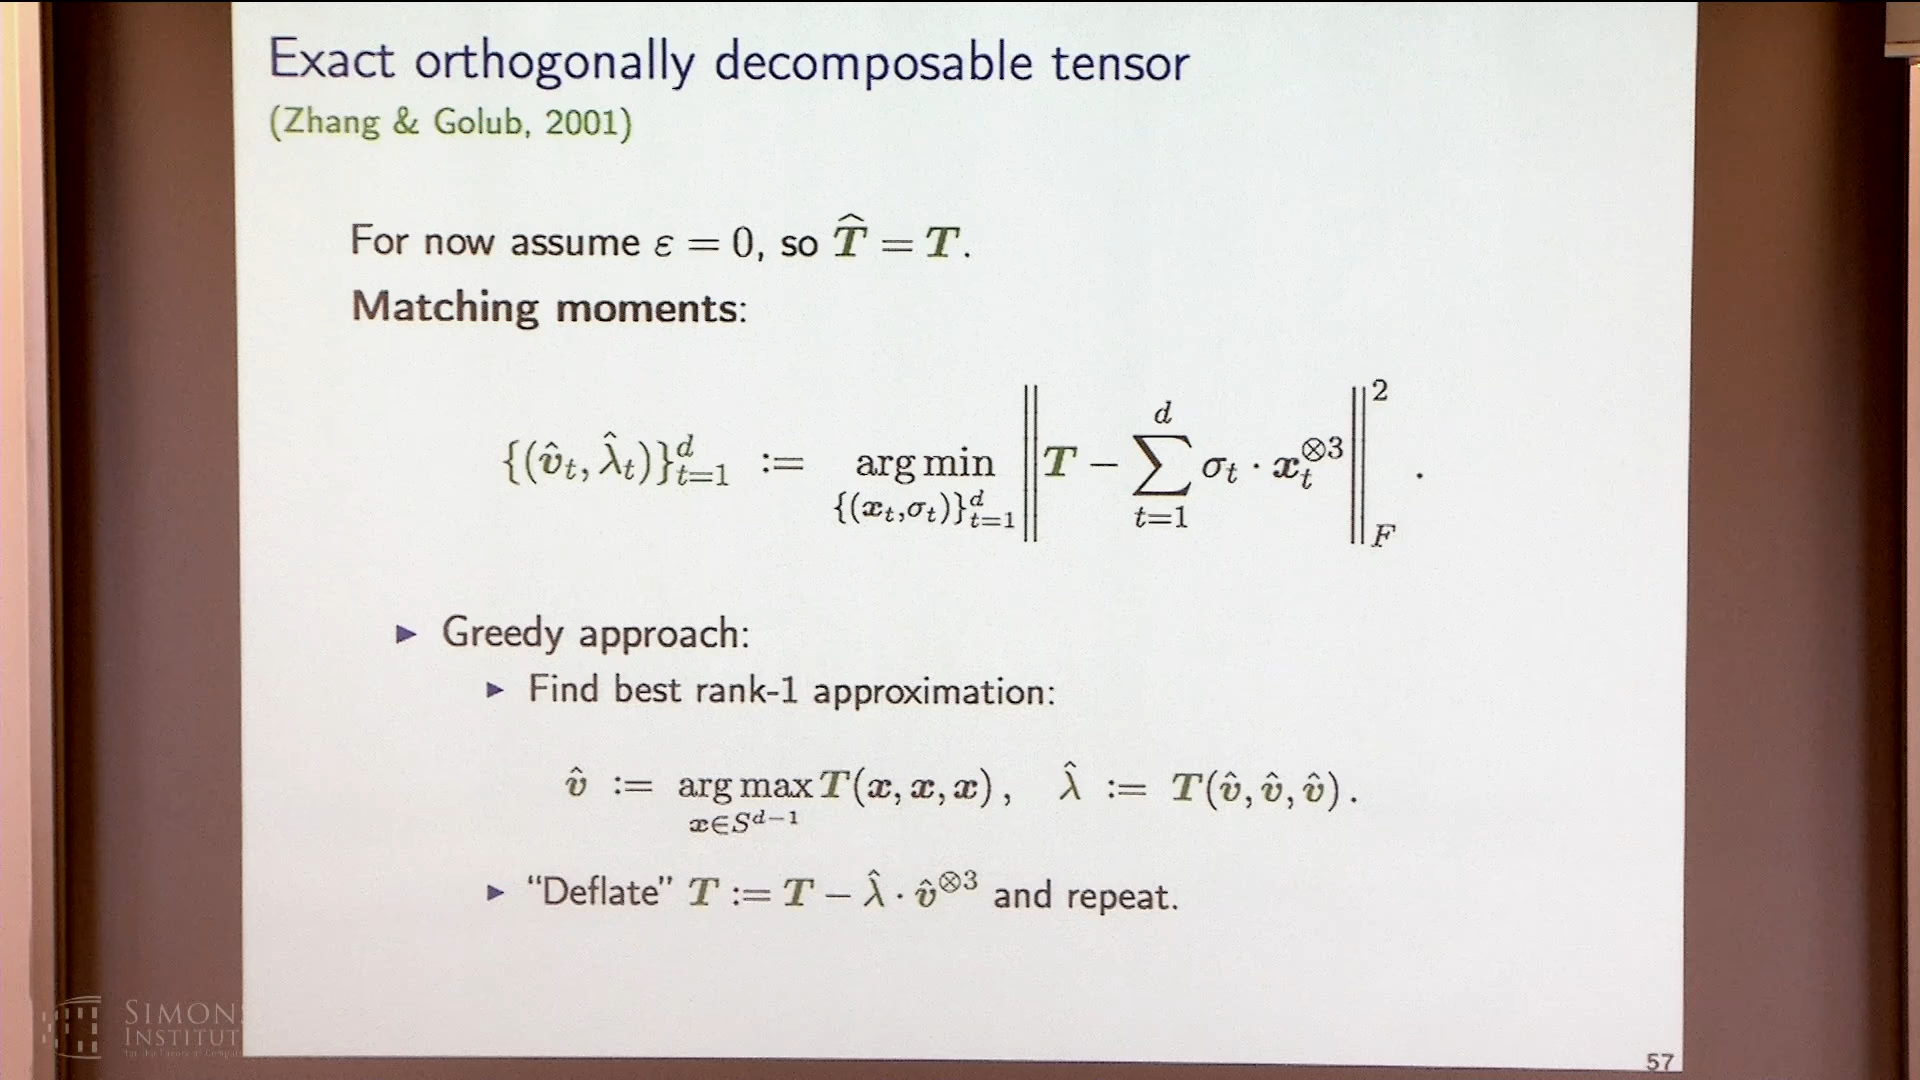 Exact orthogonally decomposable tensor
(Zhang & Golub, 2001)
For now assume ε = 0, so T̂ = T.
Matching moments:
{(v̂_t, λ̂_t)}_{t=1}^d := arg min_{{(x_t,σ_t)}_{t=1}^d} ‖T − ∑_{t=1}^d σ_t · x_t^{⊗3}‖_F^2 .
▶ Greedy approach:
▶ Find best rank-1 approximation:
v̂ := arg max_{x∈S^{d−1}} T(x, x, x) , λ̂ := T(v̂, v̂, v̂) .
▶ “Deflate” T := T − λ̂ · v̂^{⊗3} and repeat.
SIMONS
INSTITUT
57